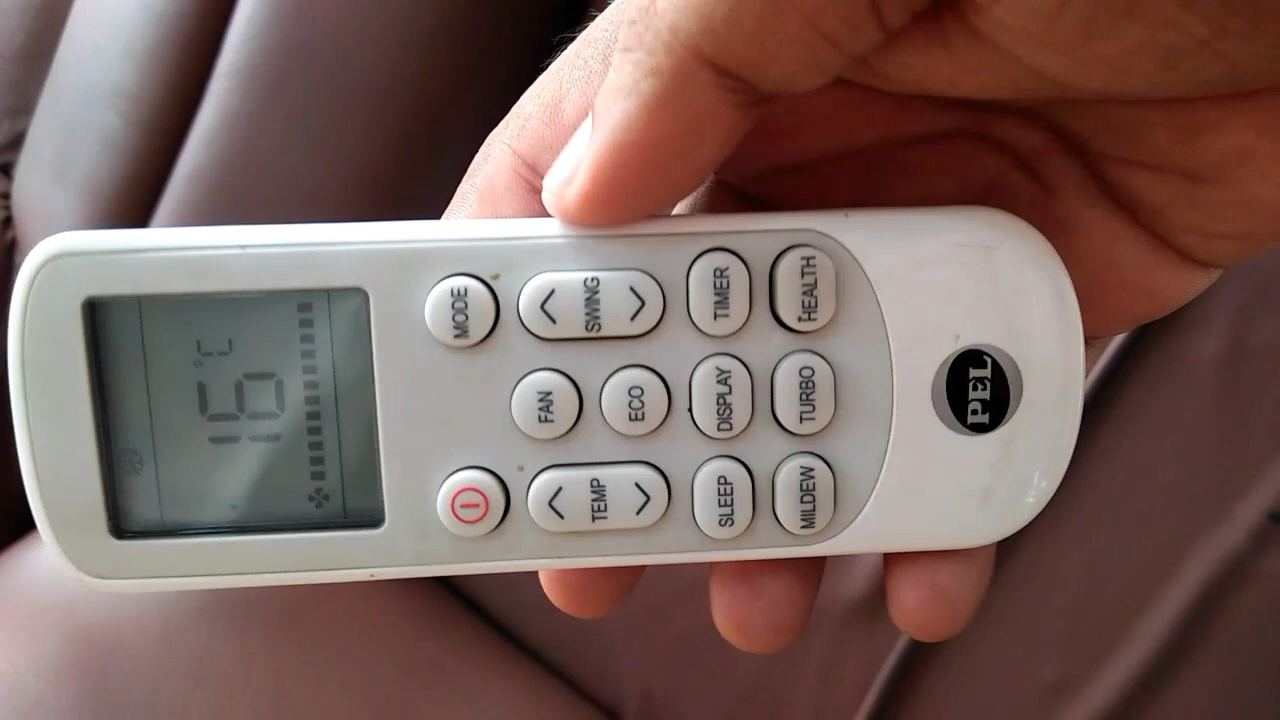 16 °C
MODE
FAN
TEMP SWING
ECO
SLEEP DISPLAY TIMER
MILDEW TURBO HEALTH
PEL